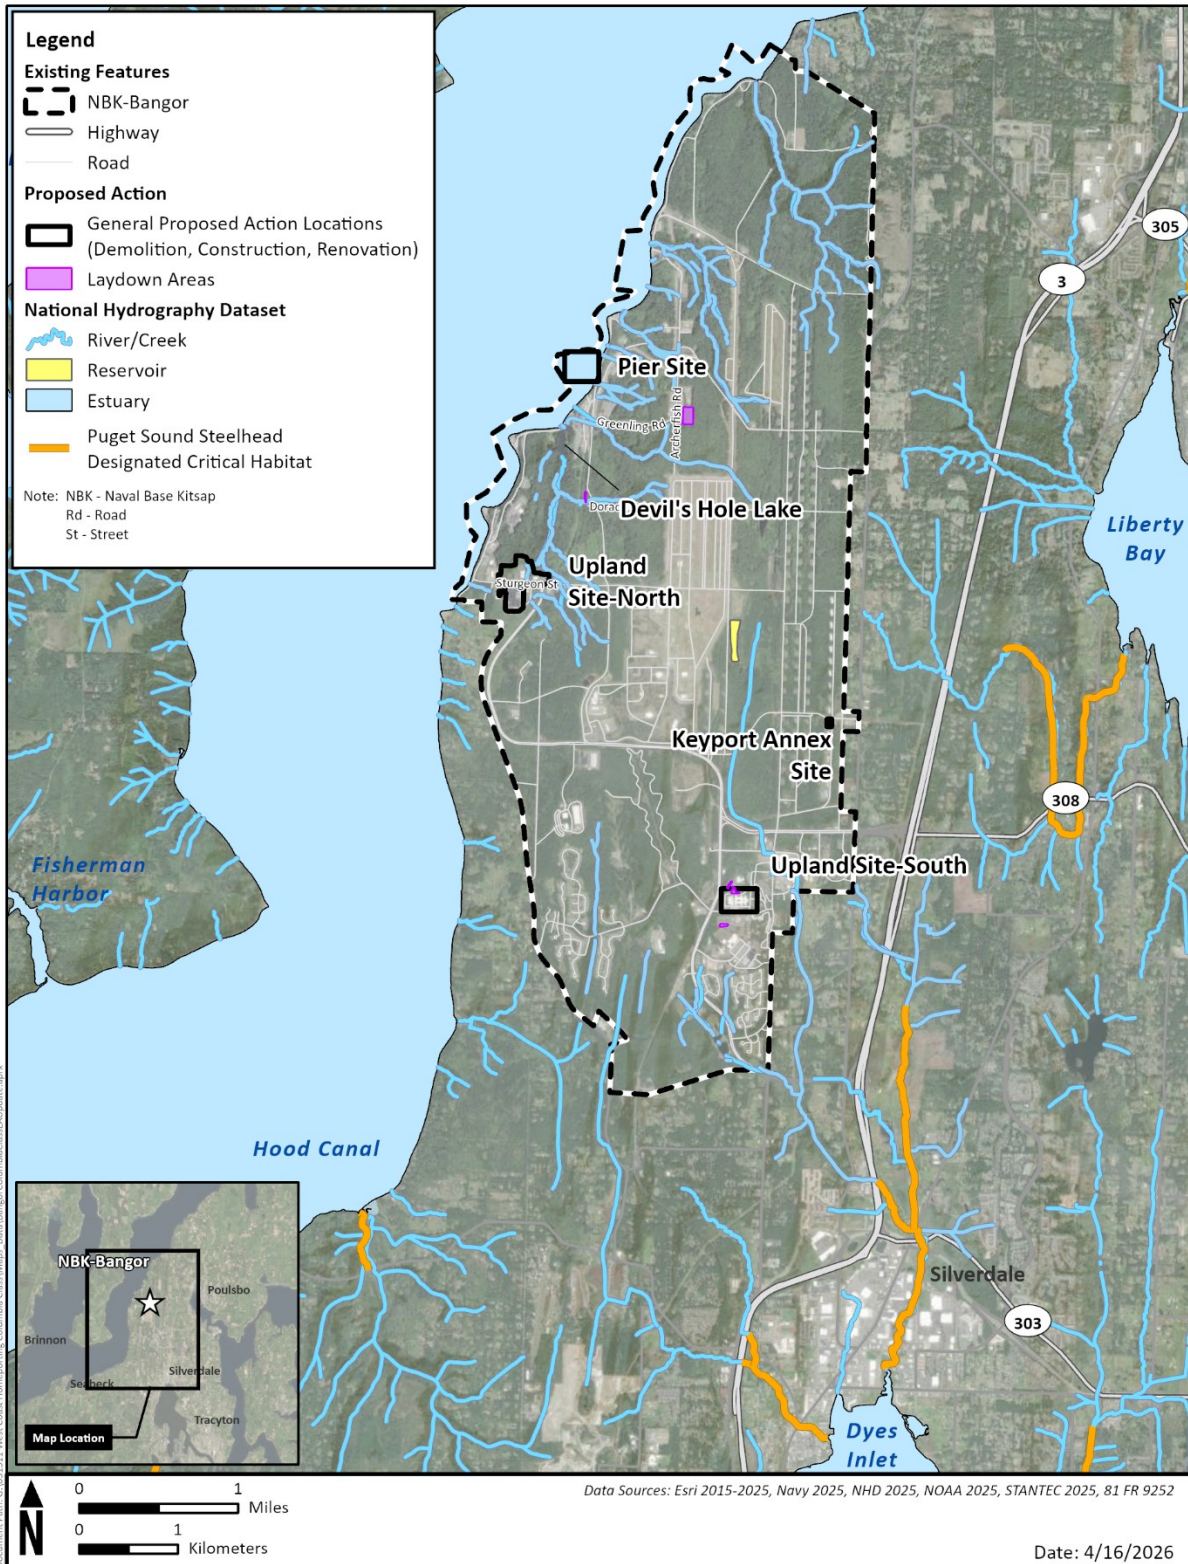 Legend
Existing Features
NBK-Bangor
Highway
Road
Proposed Action
General Proposed Action Locations
(Demolition, Construction, Renovation)
Laydown Areas
National Hydrography Dataset
River/Creek
Reservoir
Estuary
Puget Sound Steelhead
Designated Critical Habitat
Note: NBK - Naval Base Kitsap
Rd - Road
St - Street
305
3
Pier Site
Greenling Rd
Archerfish Rd
Devil's Hole Lake
Liberty
Bay
Upland
Site-North
Sturgeon St
Keyport Annex
Site
308
Upland Site-South
Fisherman
Harbor
Hood Canal
Silverdale
303
Dyes
Inlet
NBK-Bangor
Poulsbo
Brinnon
Silverdale
Seabeck
Tracyton
Map Location
N
0 1
Miles
0 1
Kilometers
Data Sources: Esri 2015-2025, Navy 2025, NHD 2025, NOAA 2025, STANTEC 2025, 81 FR 9252
Date: 4/16/2026